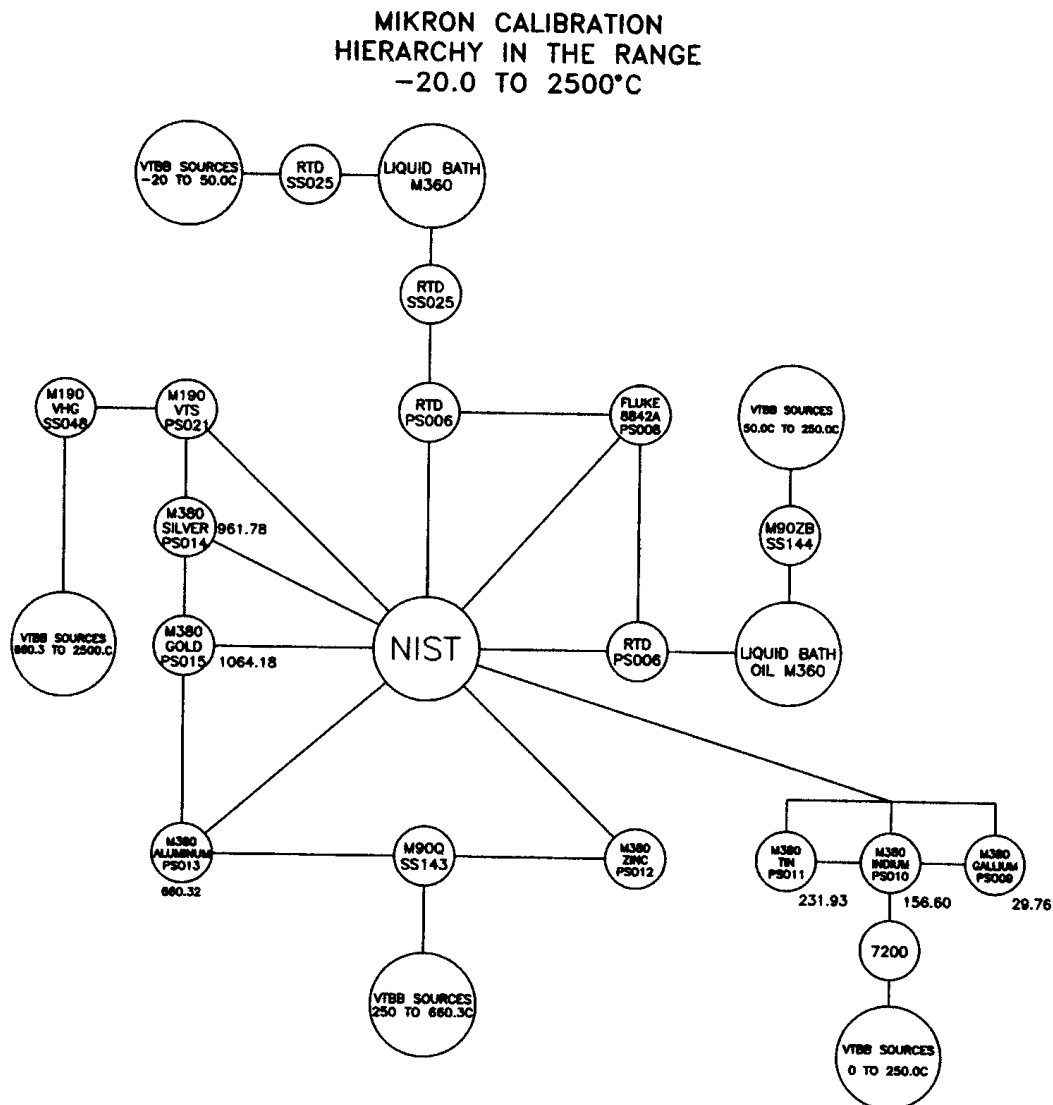 MIKRON CALIBRATION
HIERARCHY IN THE RANGE
−20.0 TO 2500°C
VTBB SOURCES
−20 TO 50.0C
RTD
SS025
LIQUID BATH
M360
RTD
SS025
M190
VHG
SS048
M190
VTS
PS021
RTD
PS006
FLUKE
8842A
PS008
VTBB SOURCES
50.0C TO 250.0C
M380
SILVER
PS014
961.78
M90ZB
SS144
VTBB SOURCES
660.3 TO 2500.C
M380
GOLD
PS015
1064.18
NIST
RTD
PS006
LIQUID BATH
OIL M360
M380
ALUMINUM
PS013
660.32
M90Q
SS143
M380
ZINC
PS012
M380
TIN
PS011
231.93
M380
INDIUM
PS010
156.60
M380
GALLIUM
PS009
29.76
7200
VTBB SOURCES
250 TO 660.3C
VTBB SOURCES
0 TO 250.0C